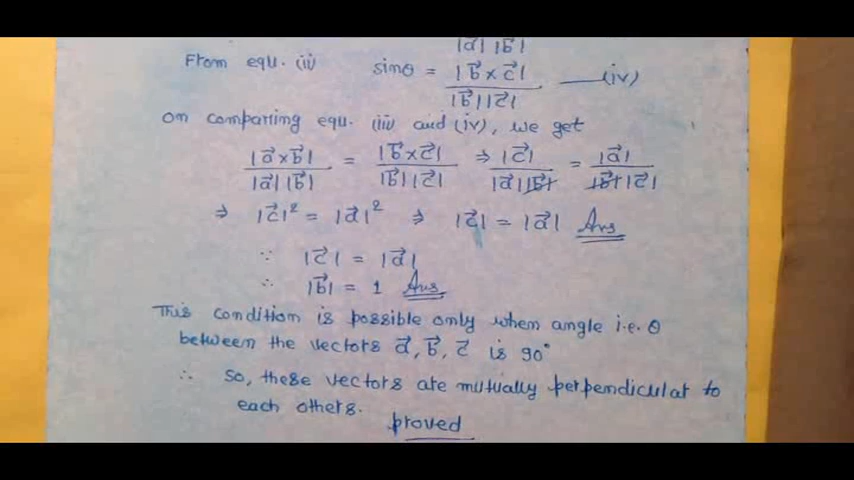 |a⃗| |b⃗|
From equ. (ii) sinθ = |b⃗ × c⃗| / |b⃗| |c⃗| —(iv)
on comparring equ. (iii) and (iv), we get
|a⃗ × b⃗| / |a⃗| |b⃗| = |b⃗ × c⃗| / |b⃗| |c⃗| ⇒ |c⃗| / |a⃗| |b⃗| = |a⃗| / |b⃗| |c⃗|
⇒ |c⃗|² = |a⃗|² ⇒ |c⃗| = |a⃗| Ans
∵ |c⃗| = |a⃗|
∴ |b⃗| = 1 Ans
This condition is possible only when angle i.e. θ
between the vectors a⃗, b⃗, c⃗ is 90°
∴ So, these vectors are mutually perpendicular to
each others.
proved